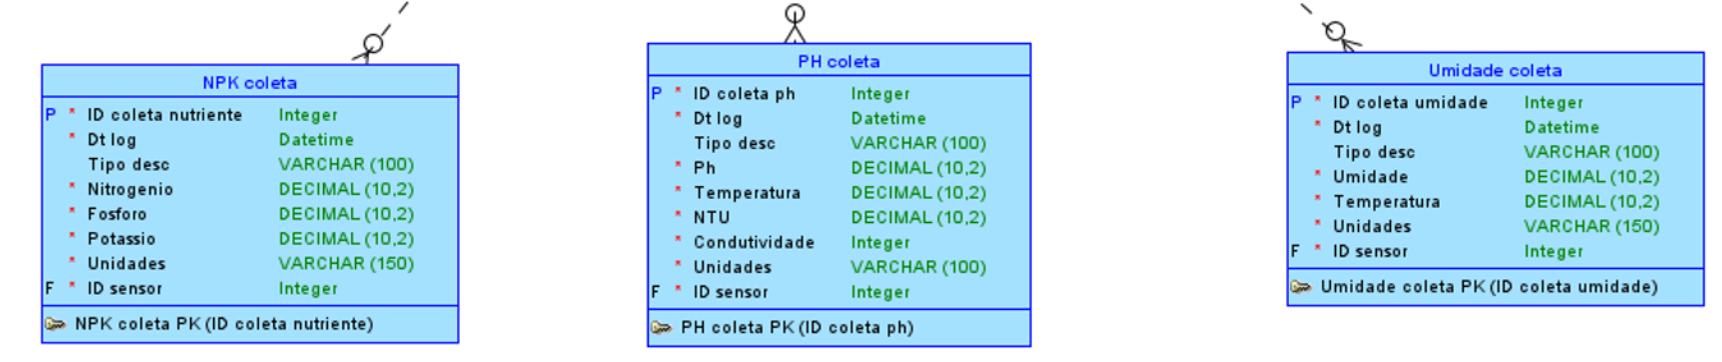 NPK coleta
P * ID coleta nutriente Integer
* Dt log Datetime
Tipo desc VARCHAR (100)
* Nitrogenio DECIMAL (10,2)
* Fosforo DECIMAL (10,2)
* Potassio DECIMAL (10,2)
* Unidades VARCHAR (150)
F * ID sensor Integer
NPK coleta PK (ID coleta nutriente)
PH coleta
P * ID coleta ph Integer
* Dt log Datetime
Tipo desc VARCHAR (100)
* Ph DECIMAL (10,2)
* Temperatura DECIMAL (10,2)
* NTU DECIMAL (10,2)
* Condutividade Integer
* Unidades VARCHAR (100)
F * ID sensor Integer
PH coleta PK (ID coleta ph)
Umidade coleta
P * ID coleta umidade Integer
* Dt log Datetime
Tipo desc VARCHAR (100)
* Umidade DECIMAL (10,2)
* Temperatura DECIMAL (10,2)
* Unidades VARCHAR (150)
F * ID sensor Integer
Umidade coleta PK (ID coleta umidade)